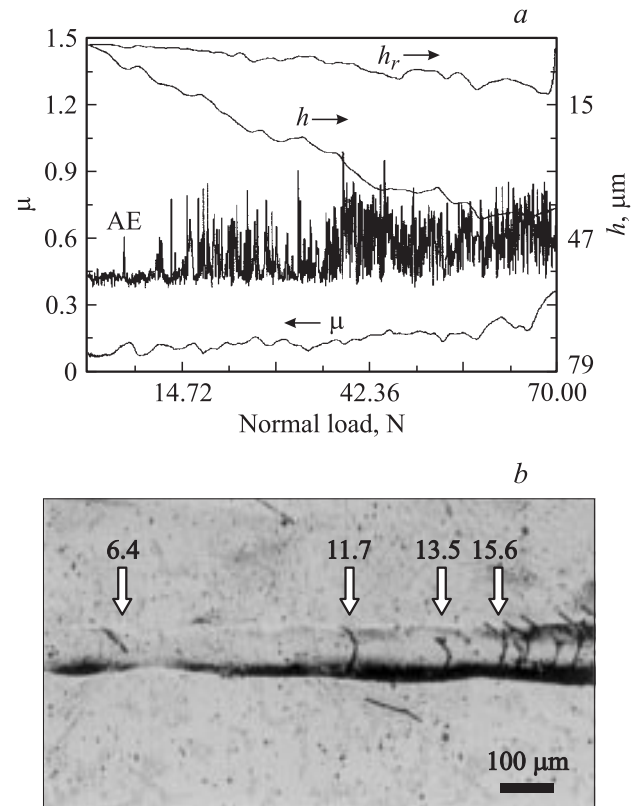 a
1.5
1.2
0.9
0.6
0.3
0
μ
h_r
h
AE
μ
15
47
79
h, μm
14.72 42.36 70.00
Normal load, N
b
6.4 11.7 13.5 15.6
100 μm